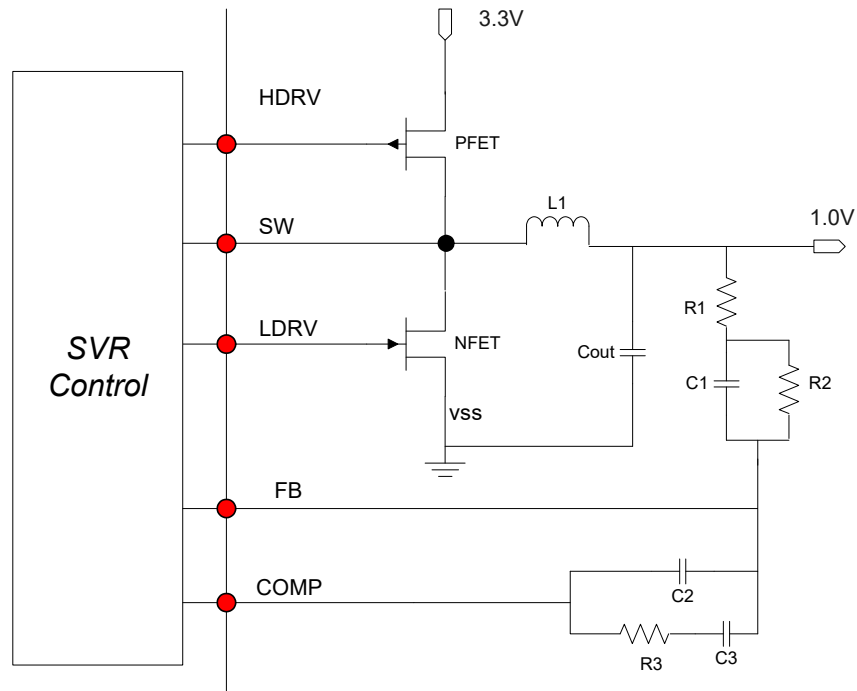 3.3V
HDRV
PFET
L1
SW
1.0V
R1
LDRV
NFET
SVR
Control
Cout
C1
R2
vss
FB
COMP
C2
R3
C3